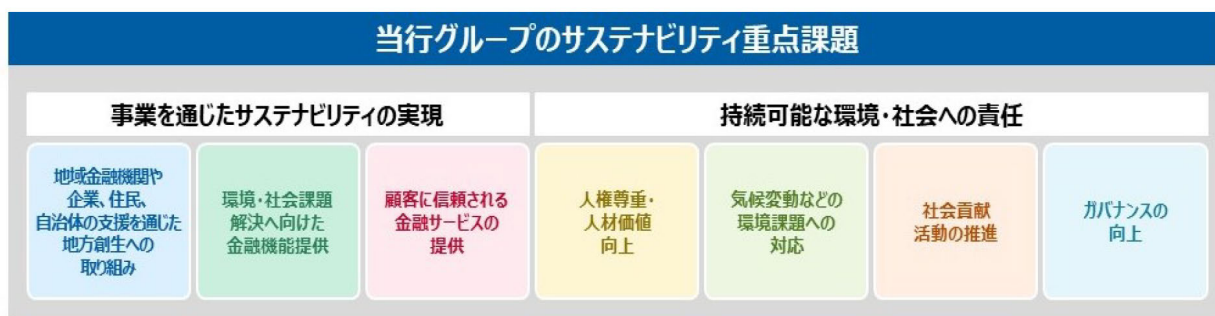 当行グループのサステナビリティ重点課題
事業を通じたサステナビリティの実現
持続可能な環境・社会への責任
地域金融機関や
企業、住民、
自治体の支援を通じた
地方創生への
取り組み
環境・社会課題
解決へ向けた
金融機能提供
顧客に信頼される
金融サービスの
提供
人権尊重・
人材価値
向上
気候変動などの
環境課題への
対応
社会貢献
活動の推進
ガバナンスの
向上